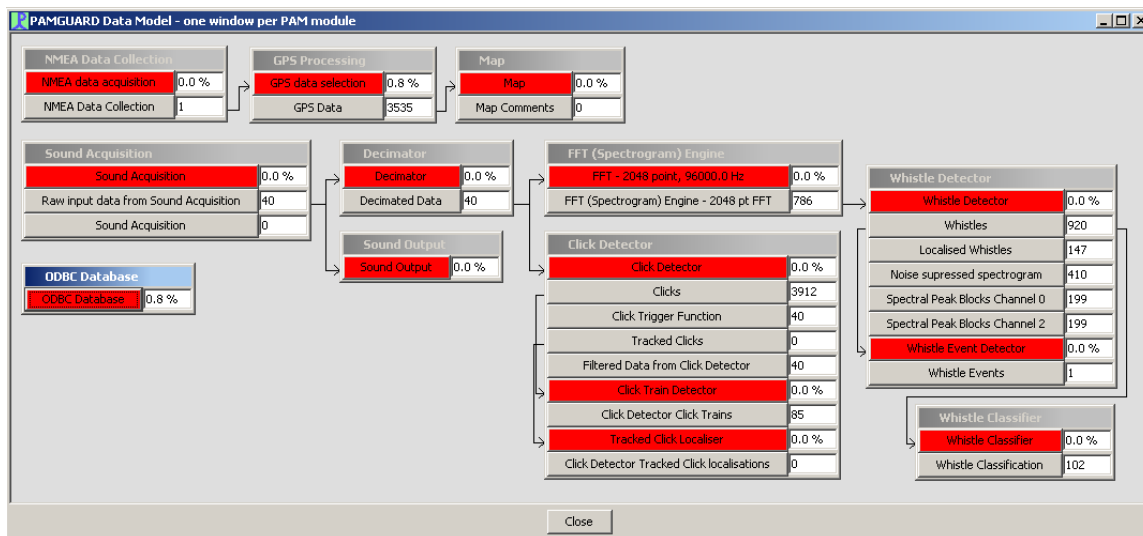 PAMGUARD Data Model - one window per PAM module
NMEA Data Collection
NMEA data acquisition 0.0 %
NMEA Data Collection 1
GPS Processing
GPS data selection 0.8 %
GPS Data 3535
Map
Map 0.0 %
Map Comments 0
Sound Acquisition
Sound Acquisition 0.0 %
Raw input data from Sound Acquisition 40
Sound Acquisition 0
Decimator
Decimator 0.0 %
Decimated Data 40
FFT (Spectrogram) Engine
FFT - 2048 point, 96000.0 Hz 0.0 %
FFT (Spectrogram) Engine - 2048 pt FFT 786
Whistle Detector
Whistle Detector 0.0 %
Whistles 920
Localised Whistles 147
Noise supressed spectrogram 410
Spectral Peak Blocks Channel 0 199
Spectral Peak Blocks Channel 2 199
Whistle Event Detector 0.0 %
Whistle Events 1
Sound Output
Sound Output 0.0 %
Click Detector
Click Detector 0.0 %
Clicks 3912
Click Trigger Function 40
Tracked Clicks 0
Filtered Data from Click Detector 40
Click Train Detector 0.0 %
Click Detector Click Trains 85
Tracked Click Localiser 0.0 %
Click Detector Tracked Click localisations 0
ODBC Database
ODBC Database 0.8 %
Whistle Classifier
Whistle Classifier 0.0 %
Whistle Classification 102
Close